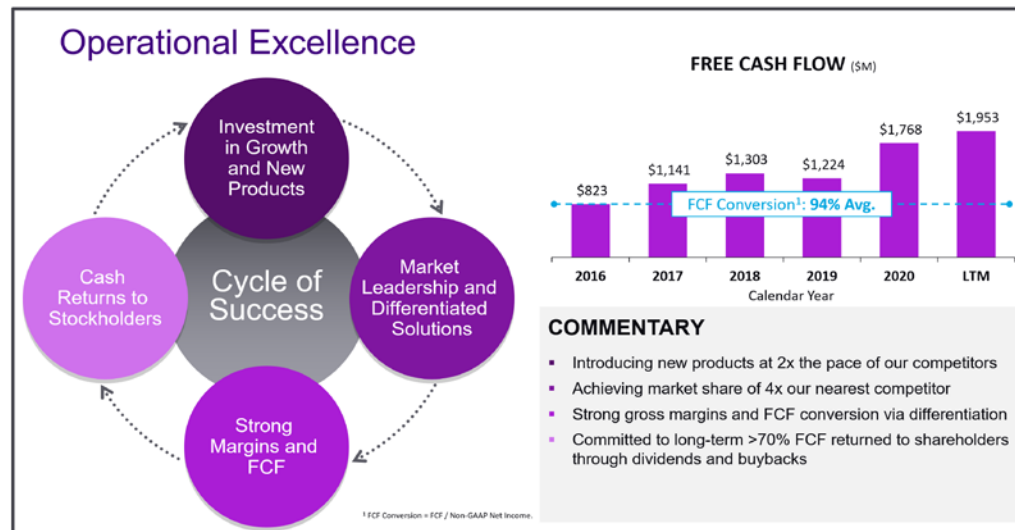 Operational Excellence
Investment
in Growth
and New
Products
Cycle of
Success
Market
Leadership and
Differentiated
Solutions
Strong
Margins and
FCF
Cash
Returns to
Stockholders
¹ FCF Conversion = FCF / Non-GAAP Net Income.
FREE CASH FLOW ($M)
$823
$1,141
$1,303
$1,224
$1,768
$1,953
FCF Conversion¹: 94% Avg.
2016 2017 2018 2019 2020 LTM
Calendar Year
COMMENTARY
▪ Introducing new products at 2x the pace of our competitors
▪ Achieving market share of 4x our nearest competitor
▪ Strong gross margins and FCF conversion via differentiation
▪ Committed to long-term >70% FCF returned to shareholders
through dividends and buybacks